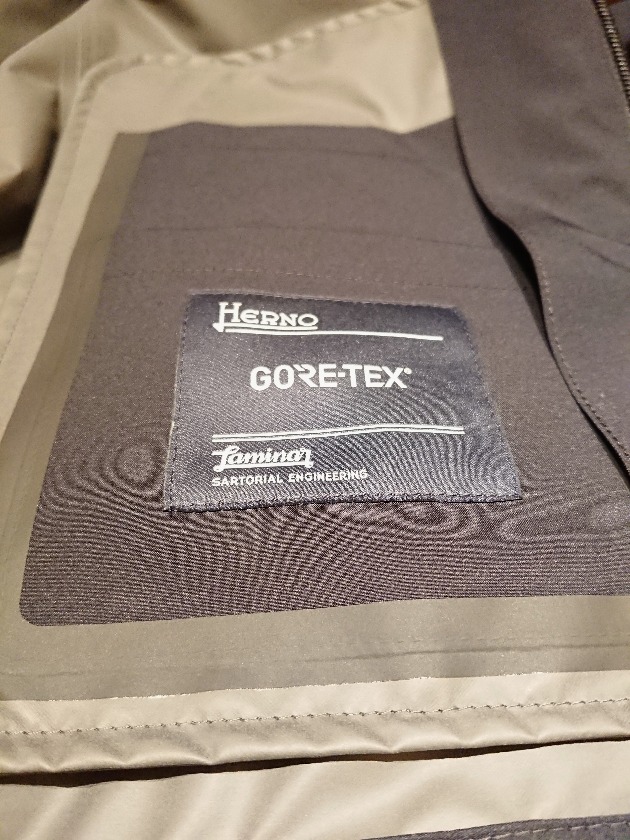 HERNO
GORE-TEX®
Laminar
SARTORIAL ENGINEERING